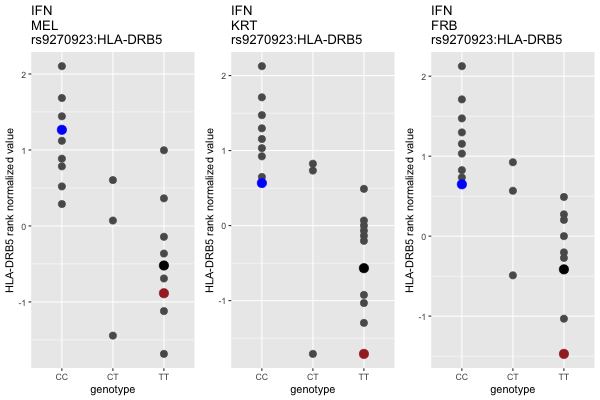 IFN
MEL
rs9270923:HLA-DRB5
HLA-DRB5 rank normalized value
2
1
0
-1
CC CT TT
genotype
IFN
KRT
rs9270923:HLA-DRB5
HLA-DRB5 rank normalized value
2
1
0
-1
CC CT TT
genotype
IFN
FRB
rs9270923:HLA-DRB5
HLA-DRB5 rank normalized value
2
1
0
-1
CC CT TT
genotype